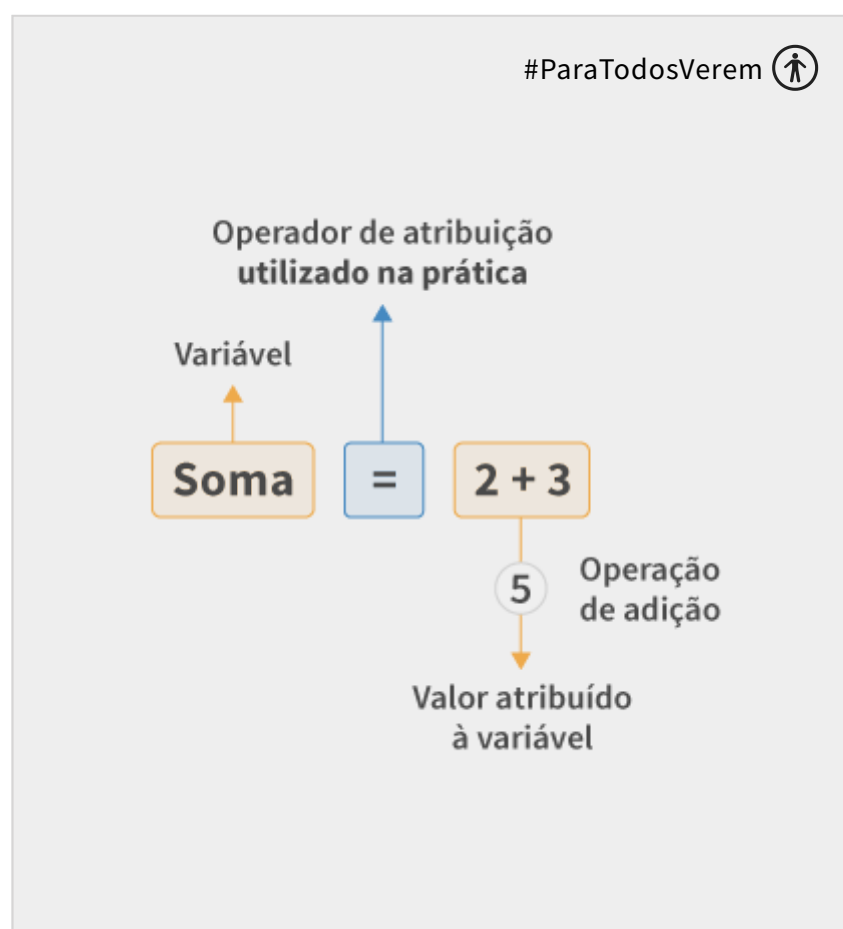 #ParaTodosVerem
Operador de atribuição
utilizado na prática
Variável
Soma = 2 + 3
5
Operação
de adição
Valor atribuído
à variável